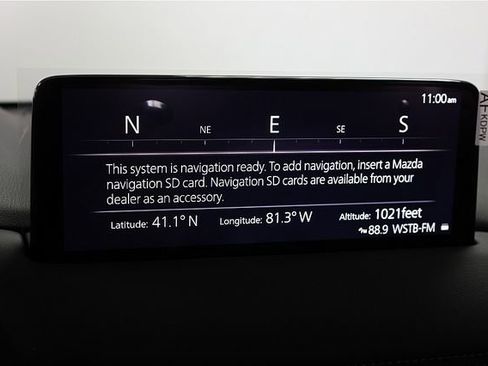 11:00am
N NE E SE S
This system is navigation ready. To add navigation, insert a Mazda
navigation SD card. Navigation SD cards are available from your
dealer as an accessory.
Latitude: 41.1° N Longitude: 81.3° W Altitude: 1021feet
88.9 WSTB-FM
AF KDPW